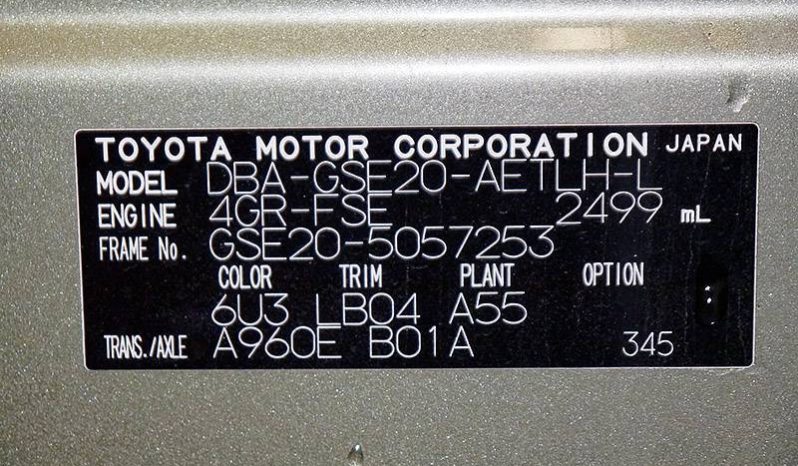 TOYOTA MOTOR CORPORATION JAPAN
MODEL DBA-GSE20-AETLH-L
ENGINE 4GR-FSE 2499 mL
FRAME No. GSE20-5057253
COLOR TRIM PLANT OPTION
6U3 LB04 A55
TRANS./AXLE A960E B01A 345